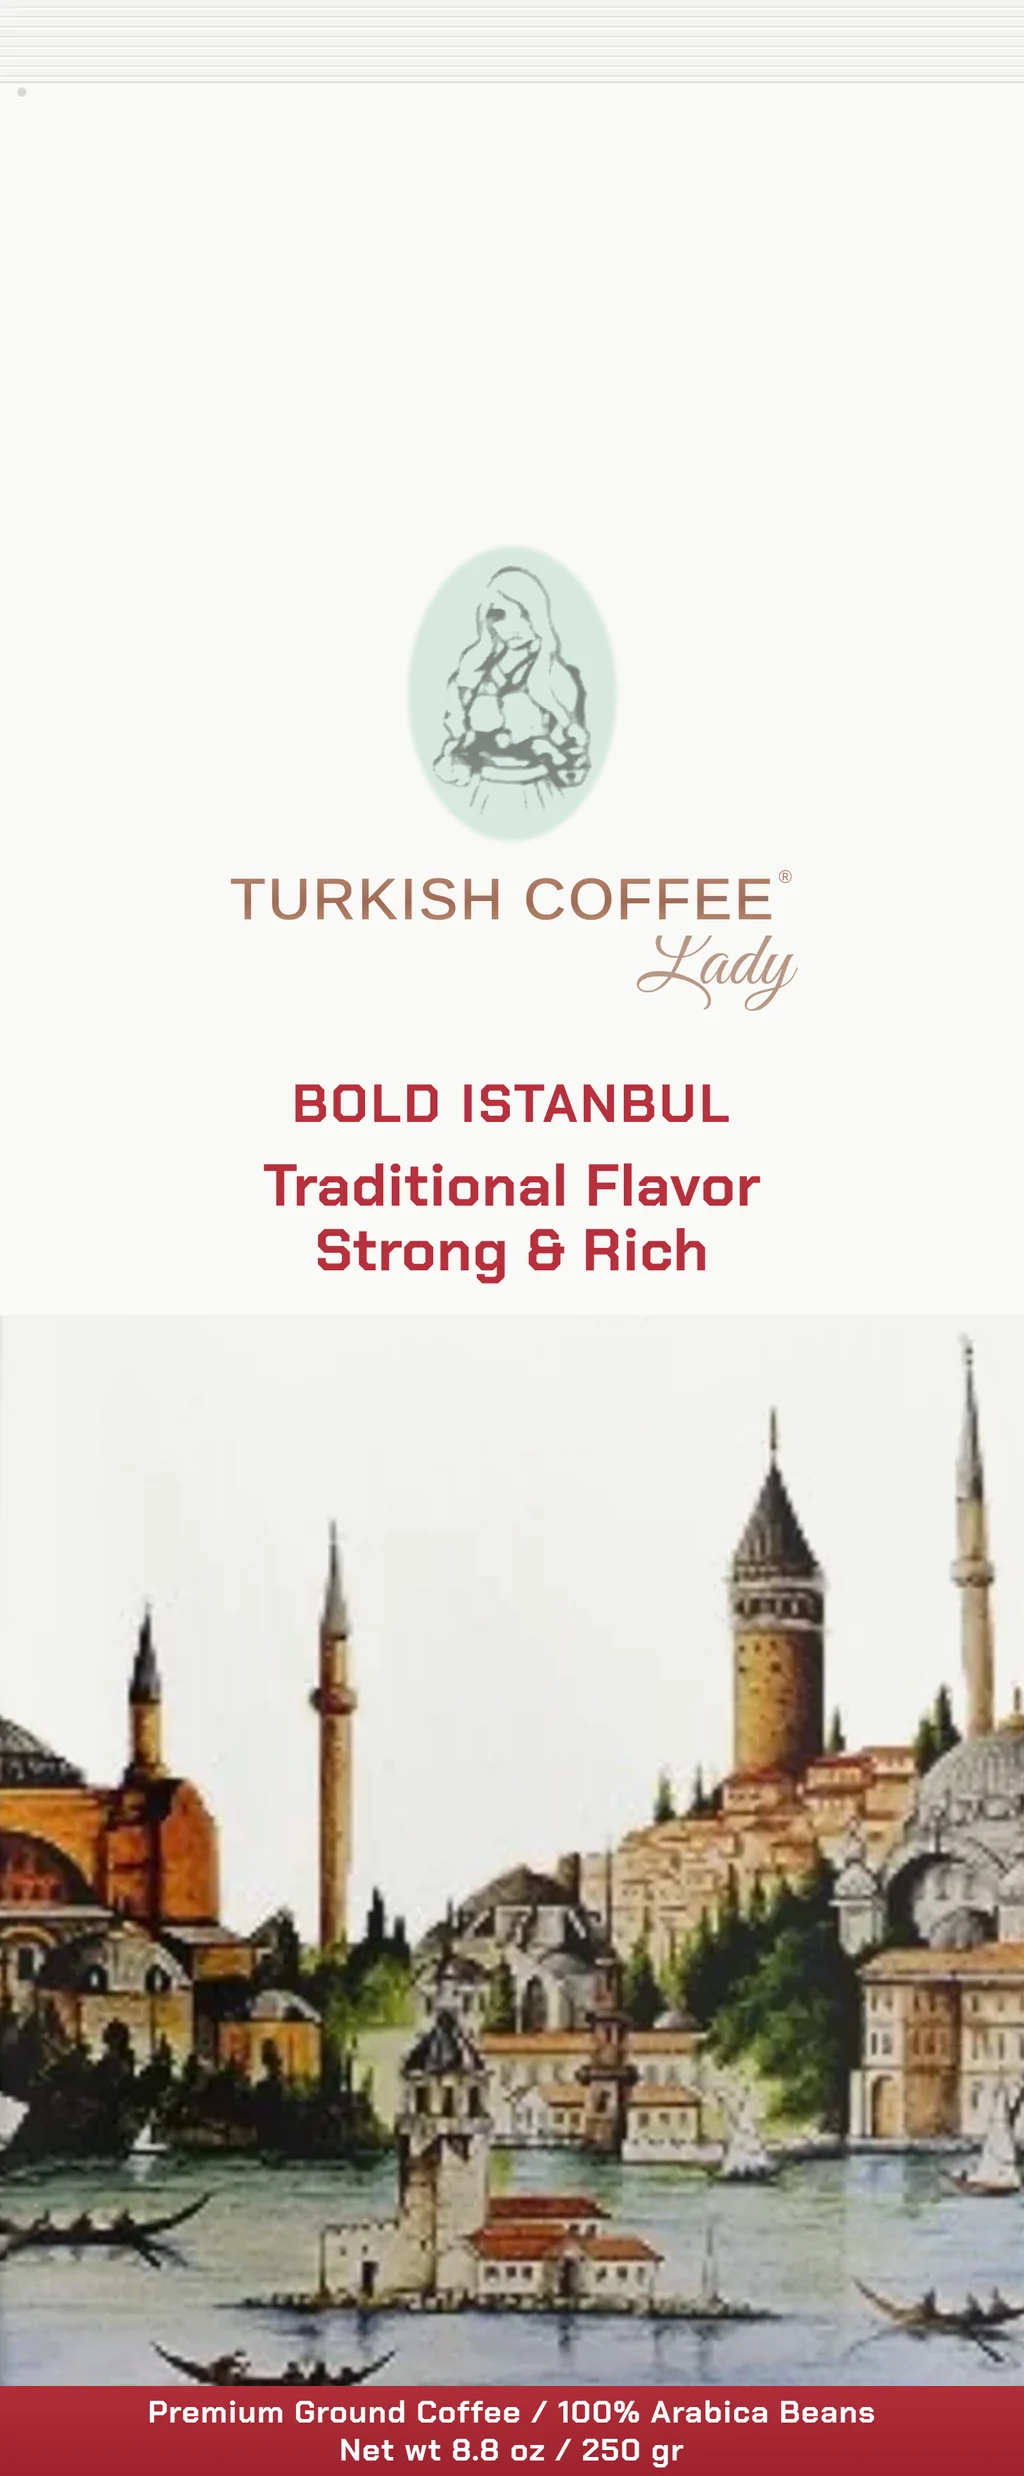 TURKISH COFFEE®
Lady
BOLD ISTANBUL
Traditional Flavor
Strong & Rich
Premium Ground Coffee / 100% Arabica Beans
Net wt 8.8 oz / 250 gr